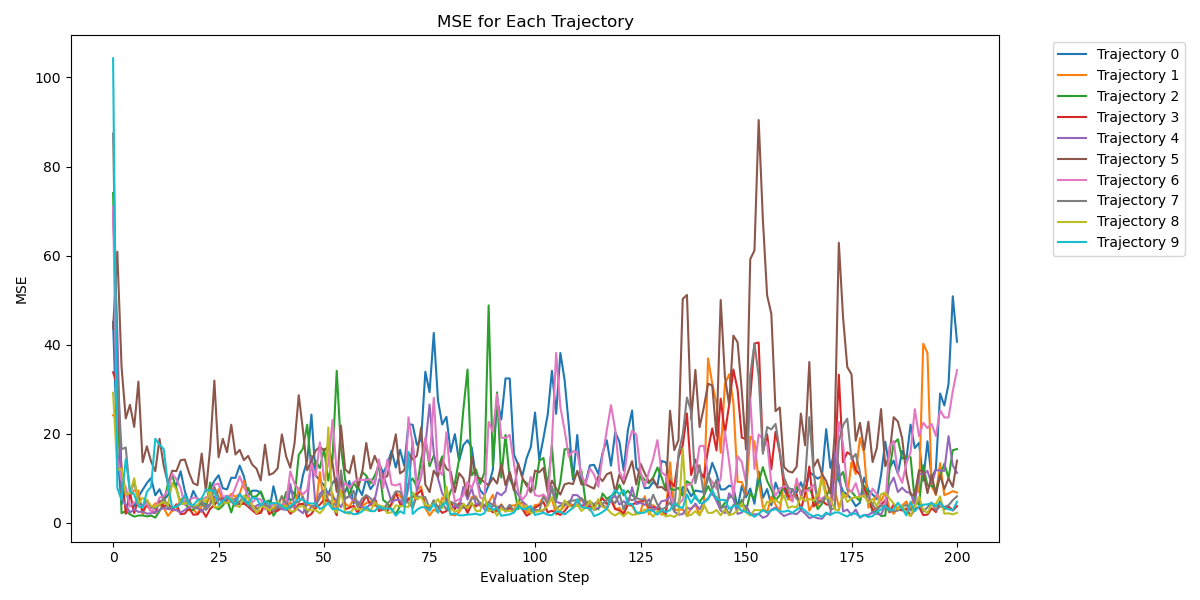 MSE for Each Trajectory
MSE
100
80
60
40
20
0
0 25 50 75 100 125 150 175 200
Evaluation Step
Trajectory 0
Trajectory 1
Trajectory 2
Trajectory 3
Trajectory 4
Trajectory 5
Trajectory 6
Trajectory 7
Trajectory 8
Trajectory 9